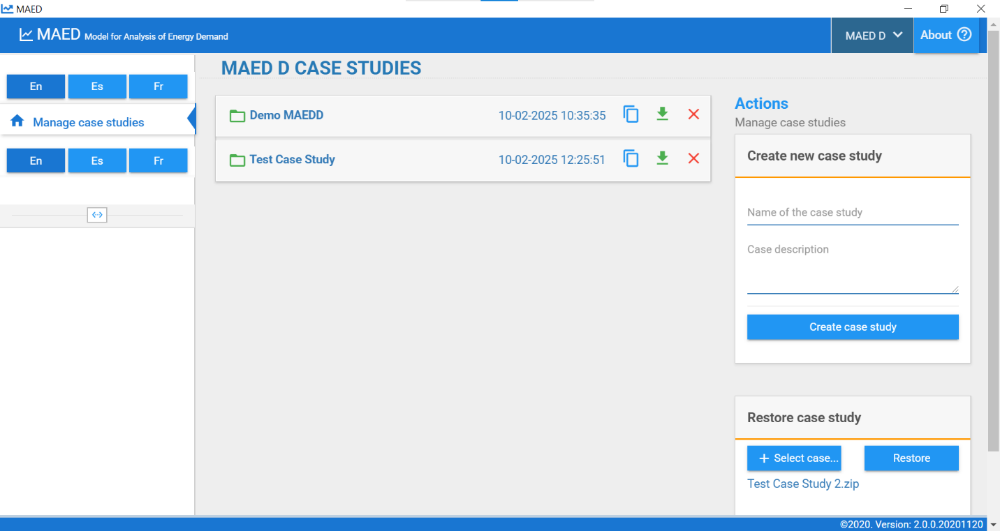 MAED
MAED Model for Analysis of Energy Demand
MAED D
About ?
En Es Fr
Manage case studies
En Es Fr
MAED D CASE STUDIES
Demo MAEDD 10-02-2025 10:35:35
Test Case Study 10-02-2025 12:25:51
Actions
Manage case studies
Create new case study
Name of the case study
Case description
Create case study
Restore case study
+ Select case...
Restore
Test Case Study 2.zip
©2020. Version: 2.0.0.20201120